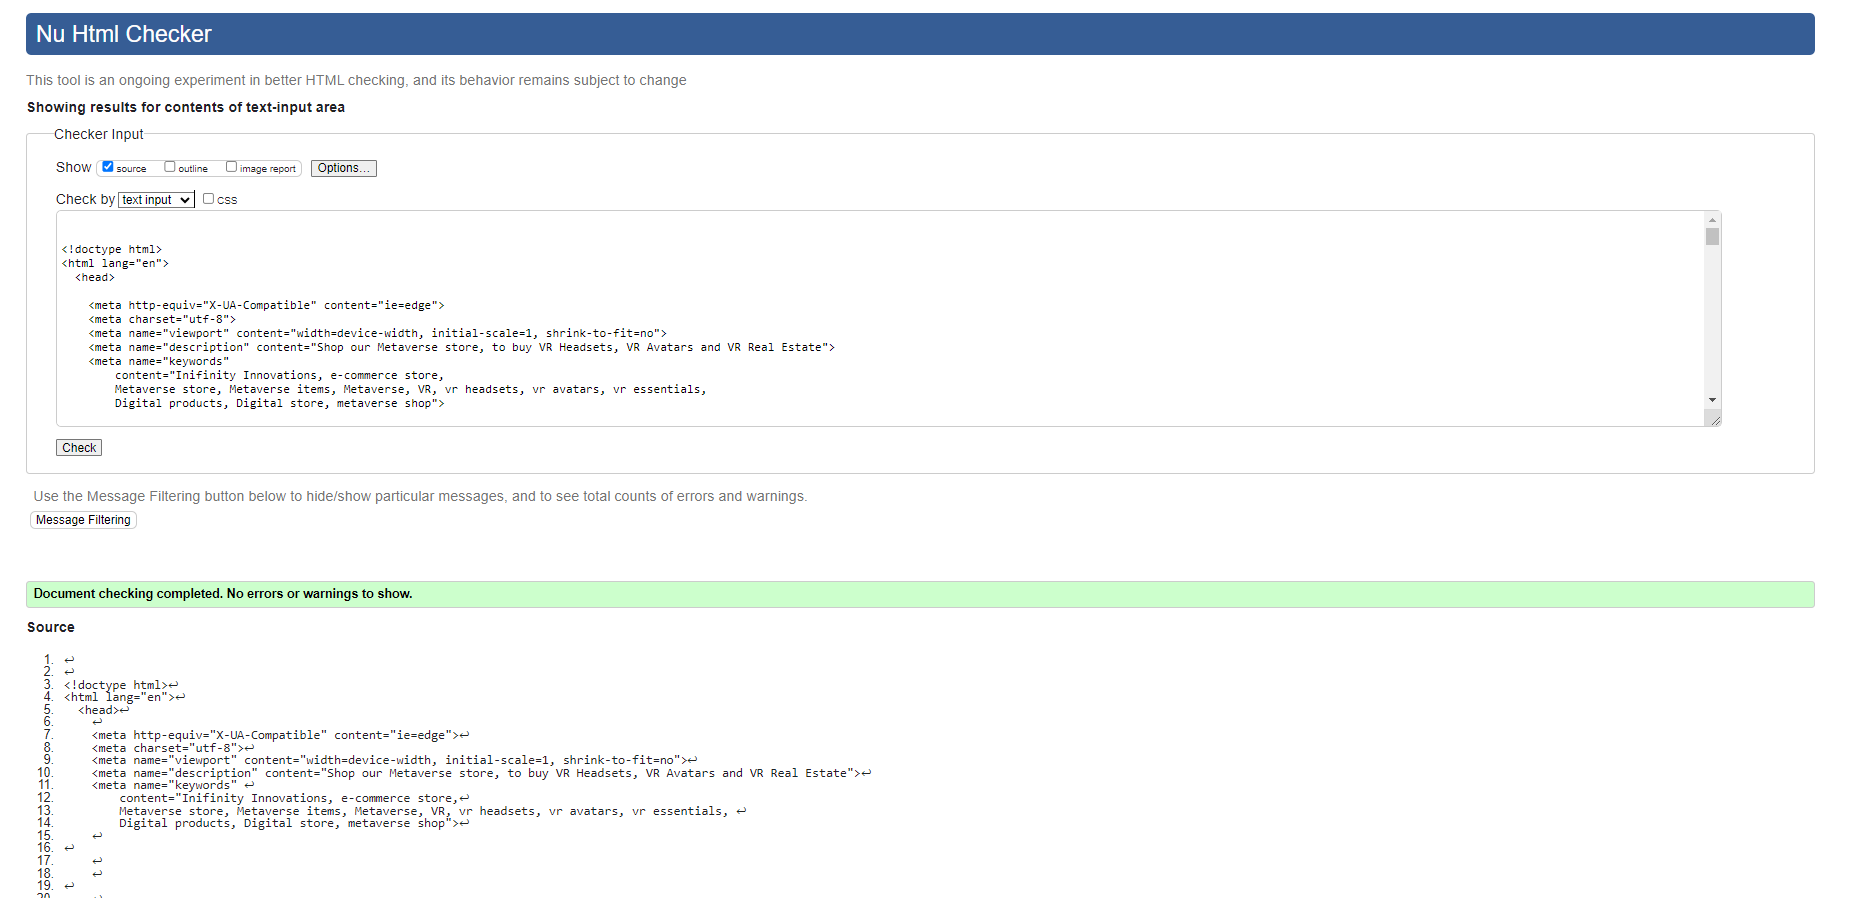 Nu Html Checker
This tool is an ongoing experiment in better HTML checking, and its behavior remains subject to change
Showing results for contents of text-input area
Checker Input
Show source outline image report Options...
Check by text input css
<!doctype html>
<html lang="en">
<head>
<meta http-equiv="X-UA-Compatible" content="ie=edge">
<meta charset="utf-8">
<meta name="viewport" content="width=device-width, initial-scale=1, shrink-to-fit=no">
<meta name="description" content="Shop our Metaverse store, to buy VR Headsets, VR Avatars and VR Real Estate">
<meta name="keywords"
content="Inifinity Innovations, e-commerce store,
Metaverse store, Metaverse items, Metaverse, VR, vr headsets, vr avatars, vr essentials,
Digital products, Digital store, metaverse shop">
Check
Use the Message Filtering button below to hide/show particular messages, and to see total counts of errors and warnings.
Message Filtering
Document checking completed. No errors or warnings to show.
Source
1. ↩
2. ↩
3. <!doctype html>↩
4. <html lang="en">↩
5. <head>↩
6. ↩
7. <meta http-equiv="X-UA-Compatible" content="ie=edge">↩
8. <meta charset="utf-8">↩
9. <meta name="viewport" content="width=device-width, initial-scale=1, shrink-to-fit=no">↩
10. <meta name="description" content="Shop our Metaverse store, to buy VR Headsets, VR Avatars and VR Real Estate">↩
11. <meta name="keywords" ↩
12. content="Inifinity Innovations, e-commerce store,↩
13. Metaverse store, Metaverse items, Metaverse, VR, vr headsets, vr avatars, vr essentials, ↩
14. Digital products, Digital store, metaverse shop">↩
15. ↩
16. ↩
17. ↩
18. ↩
19. ↩
20.